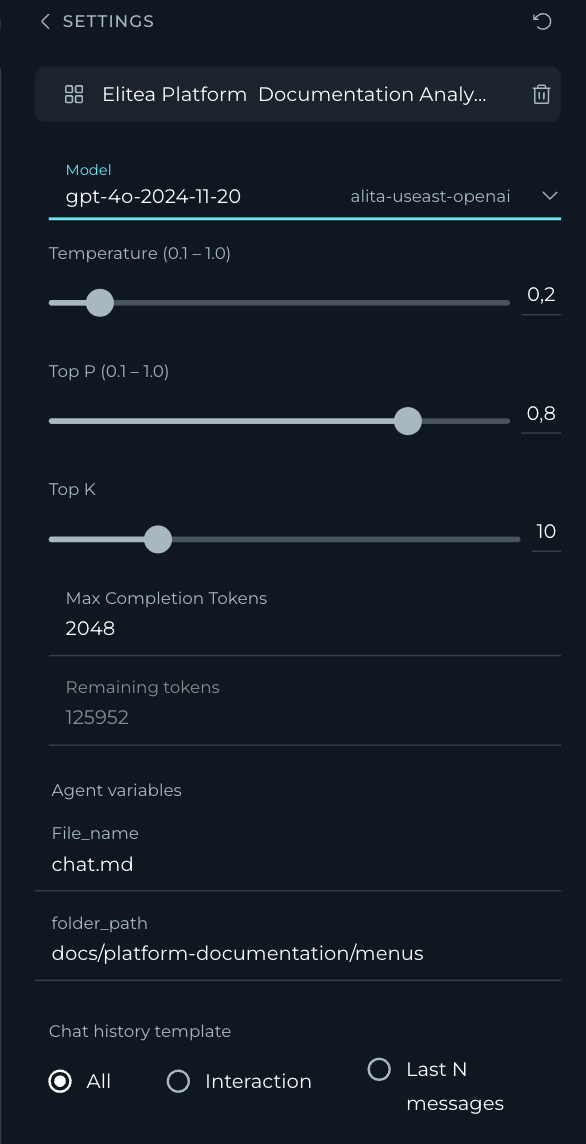 SETTINGS
Elitea Platform  Documentation Analy...
Model
gpt-4o-2024-11-20 alita-useast-openai
Temperature (0.1 – 1.0)
0,2
Top P (0.1 – 1.0)
0,8
Top K
10
Max Completion Tokens
2048
Remaining tokens
125952
Agent variables
File_name
chat.md
folder_path
docs/platform-documentation/menus
Chat history template
All Interaction Last N
messages